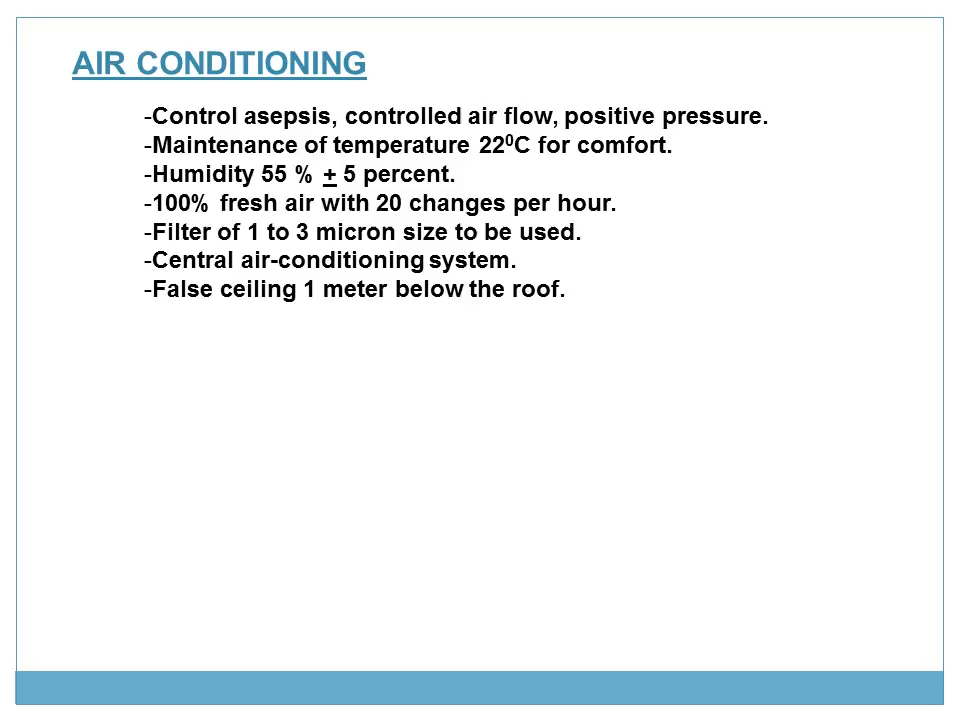 AIR CONDITIONING
-Control asepsis, controlled air flow, positive pressure.
-Maintenance of temperature 22⁰C for comfort.
-Humidity 55 % ± 5 percent.
-100% fresh air with 20 changes per hour.
-Filter of 1 to 3 micron size to be used.
-Central air-conditioning system.
-False ceiling 1 meter below the roof.